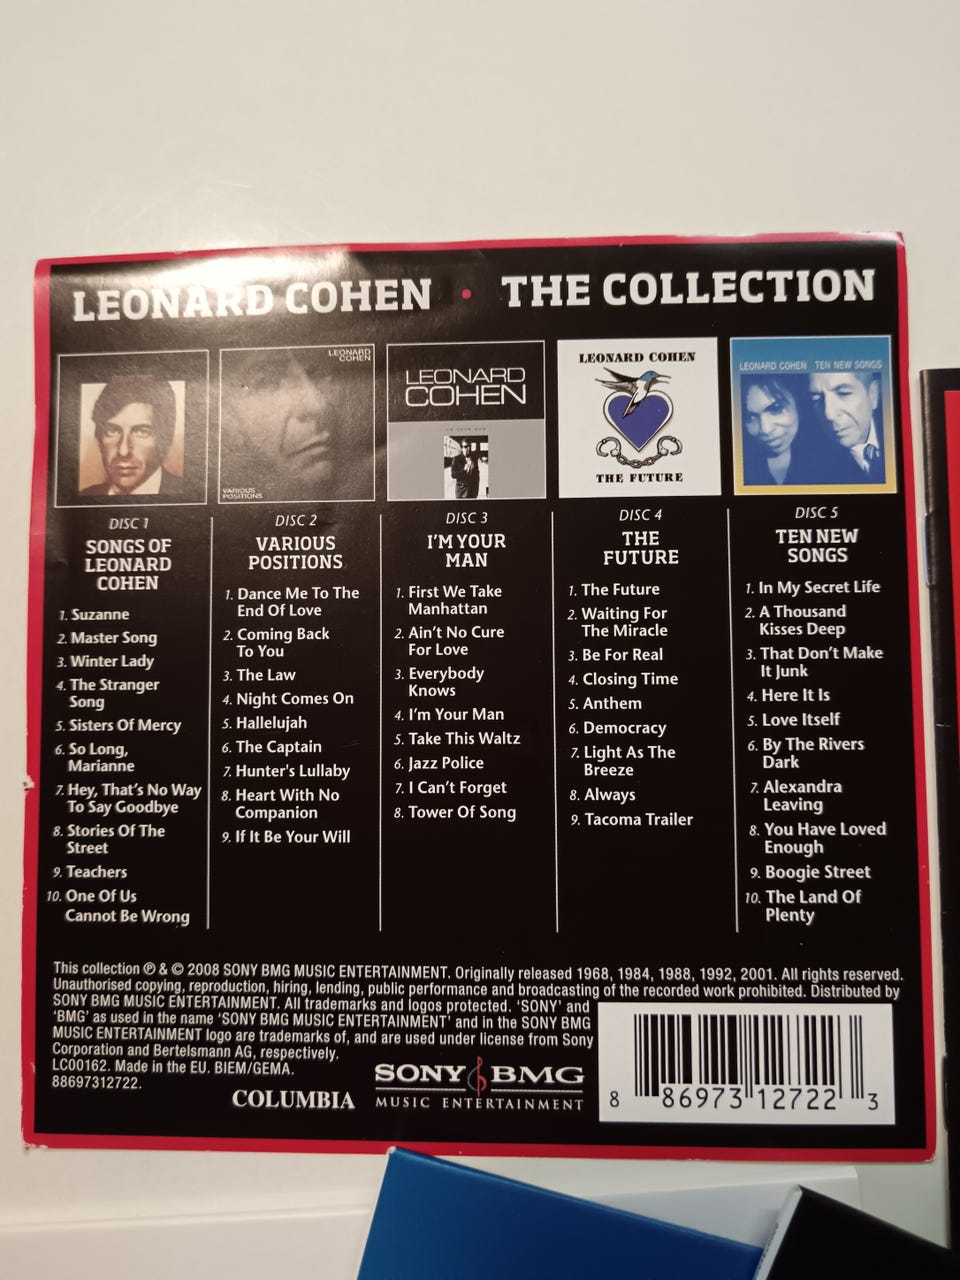 LEONARD COHEN • THE COLLECTION
LEONARD
COHEN
VARIOUS
POSITIONS
LEONARD
COHEN
I'M YOUR MAN
LEONARD COHEN
THE FUTURE
LEONARD COHEN TEN NEW SONGS
DISC 1
SONGS OF
LEONARD
COHEN
1. Suzanne
2. Master Song
3. Winter Lady
4. The Stranger
Song
5. Sisters Of Mercy
6. So Long,
Marianne
7. Hey, That's No Way
To Say Goodbye
8. Stories Of The
Street
9. Teachers
10. One Of Us
Cannot Be Wrong
DISC 2
VARIOUS
POSITIONS
1. Dance Me To The
End Of Love
2. Coming Back
To You
3. The Law
4. Night Comes On
5. Hallelujah
6. The Captain
7. Hunter's Lullaby
8. Heart With No
Companion
9. If It Be Your Will
DISC 3
I'M YOUR
MAN
1. First We Take
Manhattan
2. Ain't No Cure
For Love
3. Everybody
Knows
4. I'm Your Man
5. Take This Waltz
6. Jazz Police
7. I Can't Forget
8. Tower Of Song
DISC 4
THE
FUTURE
1. The Future
2. Waiting For
The Miracle
3. Be For Real
4. Closing Time
5. Anthem
6. Democracy
7. Light As The
Breeze
8. Always
9. Tacoma Trailer
DISC 5
TEN NEW
SONGS
1. In My Secret Life
2. A Thousand
Kisses Deep
3. That Don't Make
It Junk
4. Here It Is
5. Love Itself
6. By The Rivers
Dark
7. Alexandra
Leaving
8. You Have Loved
Enough
9. Boogie Street
10. The Land Of
Plenty
This collection ℗ & © 2008 SONY BMG MUSIC ENTERTAINMENT. Originally released 1968, 1984, 1988, 1992, 2001. All rights reserved.
Unauthorised copying, reproduction, hiring, lending, public performance and broadcasting of the recorded work prohibited. Distributed by
SONY BMG MUSIC ENTERTAINMENT. All trademarks and logos protected. 'SONY' and
'BMG' as used in the name 'SONY BMG MUSIC ENTERTAINMENT' and in the SONY BMG
MUSIC ENTERTAINMENT logo are trademarks of, and are used under license from Sony
Corporation and Bertelsmann AG, respectively.
LC00162. Made in the EU. BIEM/GEMA.
88697312722.
COLUMBIA
SONY BMG
MUSIC ENTERTAINMENT
8 86973 12722 3